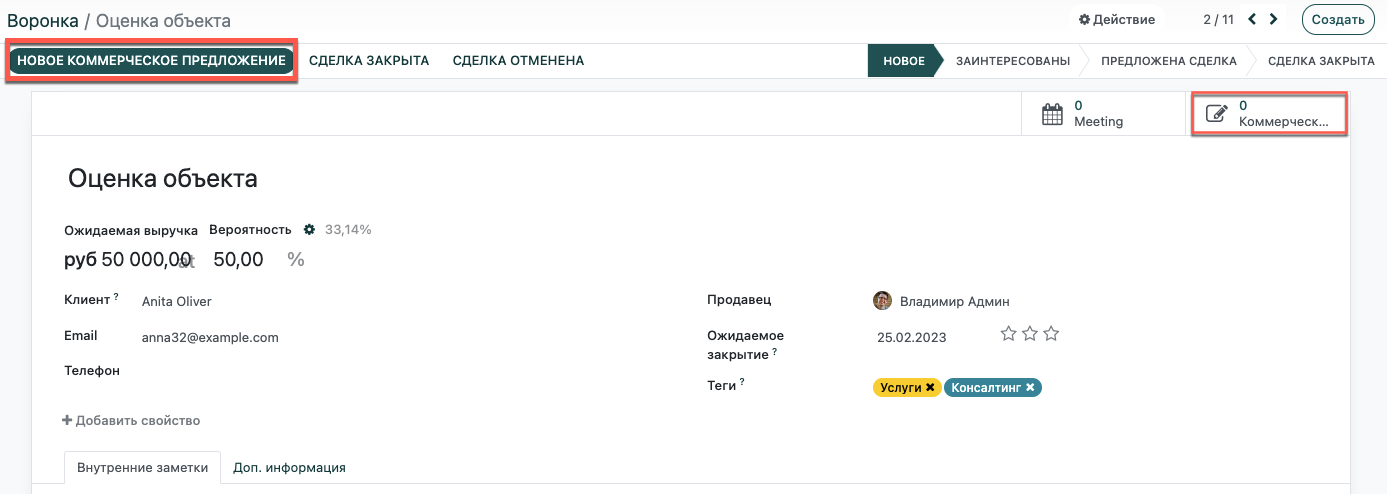 Воронка / Оценка объекта
Действие
2 / 11
Создать
НОВОЕ КОММЕРЧЕСКОЕ ПРЕДЛОЖЕНИЕ СДЕЛКА ЗАКРЫТА СДЕЛКА ОТМЕНЕНА
НОВОЕ ЗАИНТЕРЕСОВАНЫ ПРЕДЛОЖЕНА СДЕЛКА СДЕЛКА ЗАКРЫТА
0
Meeting
0
Коммерческ...
Оценка объекта
Ожидаемая выручка Вероятность 33,14%
руб 50 000,00 at 50,00 %
Клиент ? Anita Oliver
Email anna32@example.com
Телефон
Продавец Владимир Админ
Ожидаемое
закрытие ? 25.02.2023
Теги ? Услуги ✖ Консалтинг ✖
+ Добавить свойство
Внутренние заметки Доп. информация